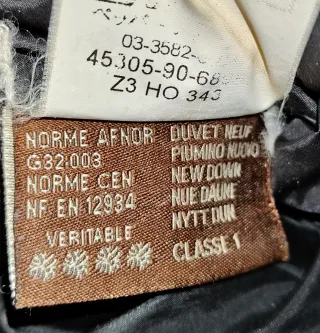 ペ
03-3582-
45305-90-68
Z3 HO 343
NORME AFNOR
G32.003
NORME CEN
NF EN 12934
VERITABLE
DUVET NEUF
PIUMINO NUOVO
NEW DOWN
NUE DAUNE
NYTT DUN
CLASSE 1